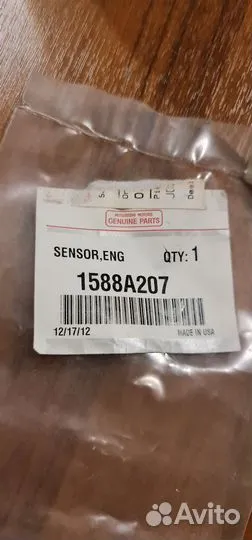 MITSUBISHI MOTORS
GENUINE PARTS
SENSOR,ENG QTY: 1
1588A207
12/17/12 MADE IN USA
Avito